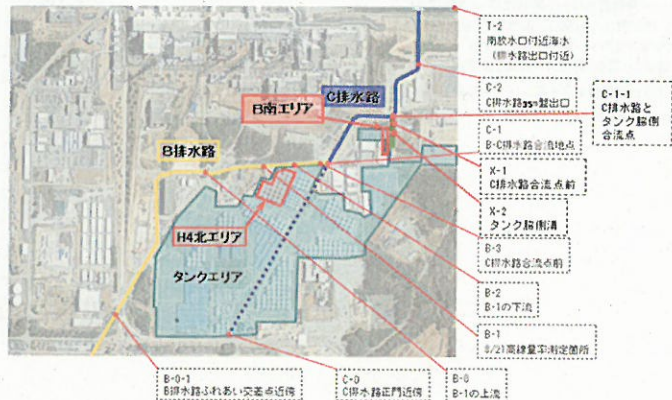 T-2
南放水口付近海水
(排水路出口付近)
C排水路
C-2
C排水路35m盤出口
C-1-1
C排水路と
タンク脇側
合流点
B南エリア
C-1
B-C排水路合流地点
B排水路
X-1
C排水路合流点前
X-2
タンク脇側溝
H4北エリア
B-3
C排水路合流点前
タンクエリア
B-2
B-1の下流
B-1
8/21高線量率測定箇所
B-0-1
B排水路ふれあい交差点近傍
C-0
C排水路正門近傍
B-0
B-1の上流